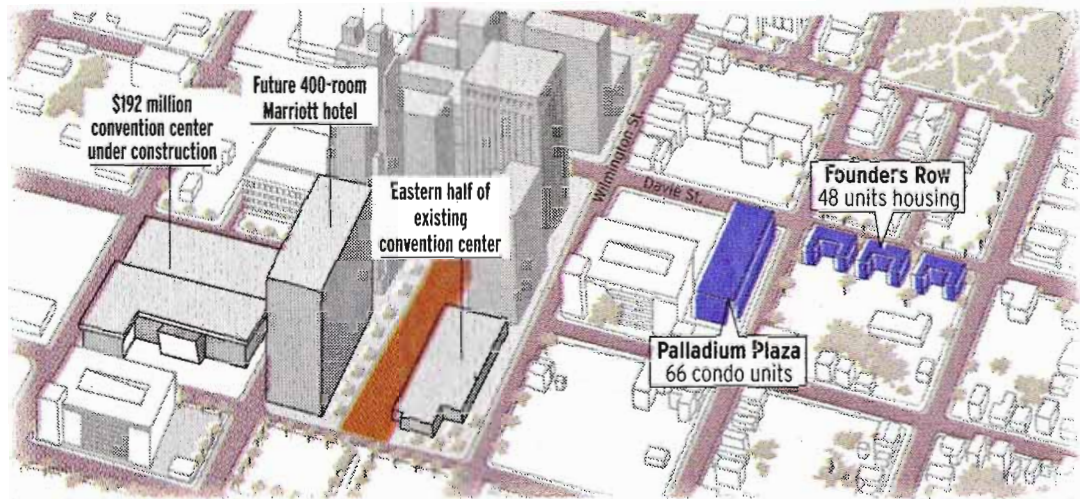 $192 million
convention center
under construction
Future 400-room
Marriott hotel
Eastern half of
existing
convention center
Wilmington St.
Davie St.
Founders Row
48 units housing
Palladium Plaza
66 condo units